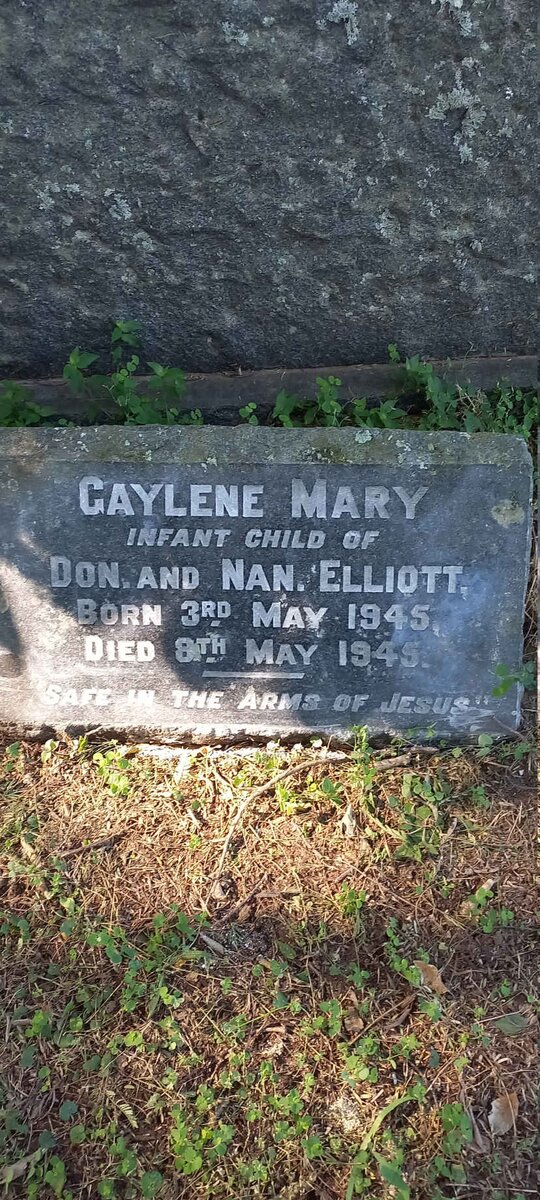 GAYLENE MARY
INFANT CHILD OF
DON. AND NAN. ELLIOTT.
BORN 3RD MAY 1945.
DIED 8TH MAY 1945.
"SAFE IN THE ARMS OF JESUS"